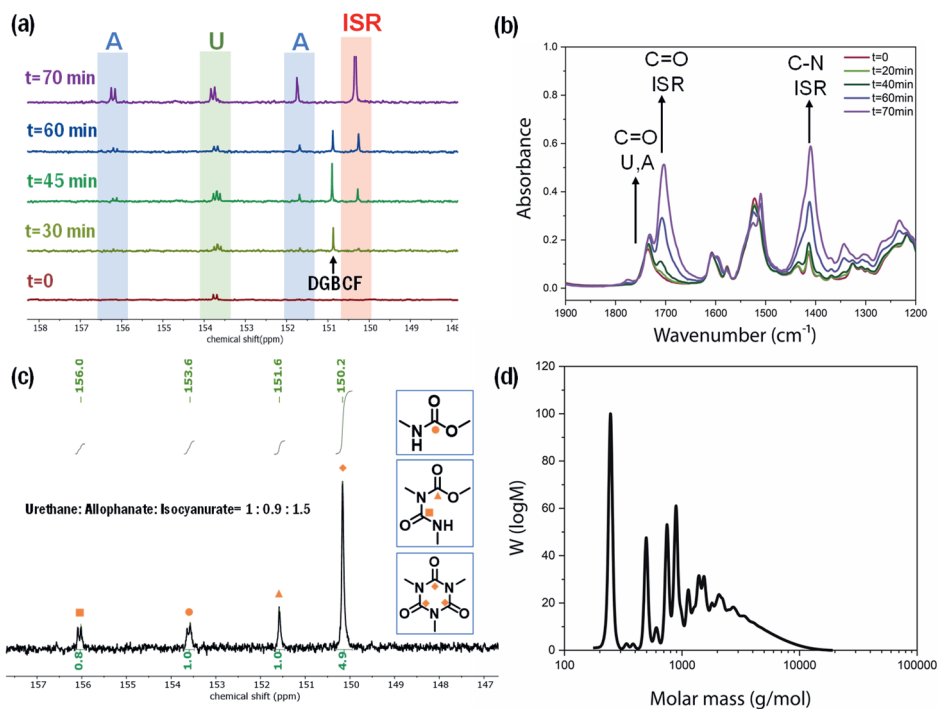 (a)
A
U
A
ISR
t=70 min
t=60 min
t=45 min
t=30 min
t=0
DGBCF
158 157 156 155 154 153 152 151 150 149 148
chemical shift(ppm)
(b)
1.0
0.8
0.6
0.4
0.2
0.0
Absorbance
C=O
ISR
C=O
U,A
C-N
ISR
t=0
t=20min
t=40min
t=60min
t=70min
1900 1800 1700 1600 1500 1400 1300 1200
Wavenumber (cm⁻¹)
(c)
-156.0
-153.6
-151.6
-150.2
Urethane: Allophanate: Isocyanurate= 1 : 0.9 : 1.5
O
N
H
O
O
N
O
O
NH
O
N
N
O
N
O
0.8
1.0
1.0
4.9
157 156 155 154 153 152 151 150 149 148 147
chemical shift (ppm)
(d)
120
100
80
60
40
20
0
W (logM)
100 1000 10000 100000
Molar mass (g/mol)